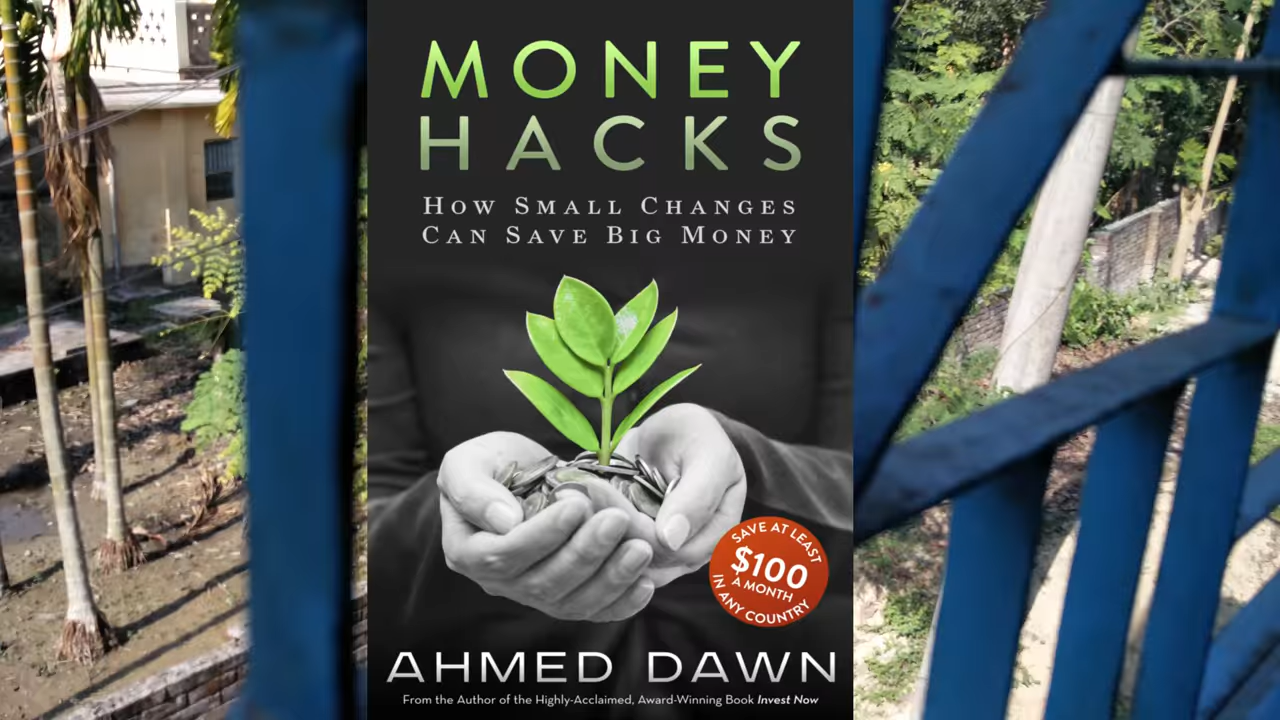 MONEY
HACKS
HOW SMALL CHANGES
CAN SAVE BIG MONEY
SAVE AT LEAST
$100
A MONTH
IN ANY COUNTRY
AHMED DAWN
From the Author of the Highly-Acclaimed, Award-Winning Book Invest Now